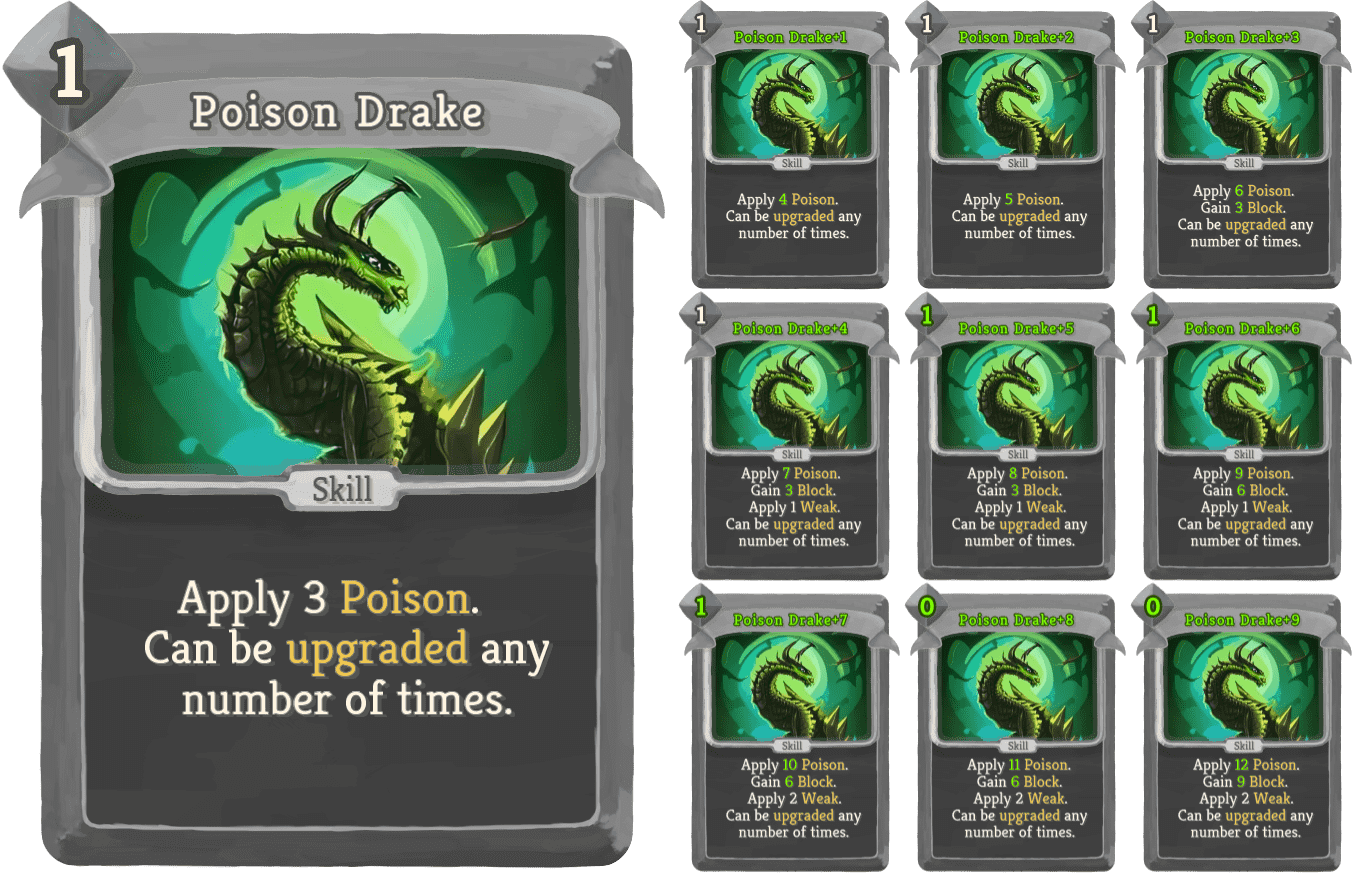 1
Poison Drake
Skill
Apply 3 Poison.
Can be upgraded any
number of times.
1
Poison Drake+1
Skill
Apply 4 Poison.
Can be upgraded any
number of times.
1
Poison Drake+2
Skill
Apply 5 Poison.
Can be upgraded any
number of times.
1
Poison Drake+3
Skill
Apply 6 Poison.
Gain 3 Block.
Can be upgraded any
number of times.
1
Poison Drake+4
Skill
Apply 7 Poison.
Gain 3 Block.
Apply 1 Weak.
Can be upgraded any
number of times.
1
Poison Drake+5
Skill
Apply 8 Poison.
Gain 3 Block.
Apply 1 Weak.
Can be upgraded any
number of times.
1
Poison Drake+6
Skill
Apply 9 Poison.
Gain 6 Block.
Apply 1 Weak.
Can be upgraded any
number of times.
1
Poison Drake+7
Skill
Apply 10 Poison.
Gain 6 Block.
Apply 2 Weak.
Can be upgraded any
number of times.
0
Poison Drake+8
Skill
Apply 11 Poison.
Gain 6 Block.
Apply 2 Weak.
Can be upgraded any
number of times.
0
Poison Drake+9
Skill
Apply 12 Poison.
Gain 9 Block.
Apply 2 Weak.
Can be upgraded any
number of times.